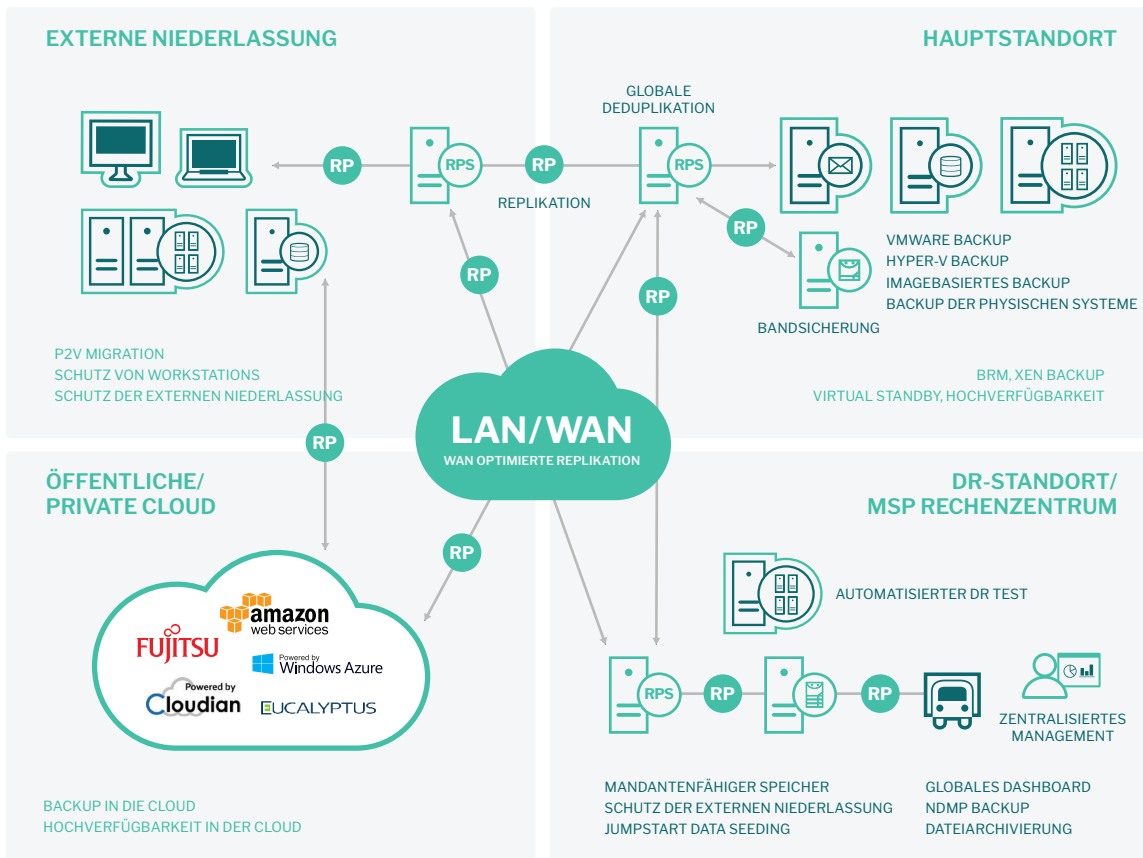 EXTERNE NIEDERLASSUNG
RP
RPS
RP
REPLIKATION
RP
P2V MIGRATION
SCHUTZ VON WORKSTATIONS
SCHUTZ DER EXTERNEN NIEDERLASSUNG
RP
HAUPTSTANDORT
GLOBALE
DEDUPLIKATION
RPS
RP
RP
BANDSICHERUNG
VMWARE BACKUP
HYPER-V BACKUP
IMAGEBASIERTES BACKUP
BACKUP DER PHYSISCHEN SYSTEME
BRM, XEN BACKUP
VIRTUAL STANDBY, HOCHVERFÜGBARKEIT
LAN/WAN
WAN OPTIMIERTE REPLIKATION
ÖFFENTLICHE/
PRIVATE CLOUD
RP
amazon
web services
FUJITSU
Powered by
Windows Azure
Powered by
Cloudian
EUCALYPTUS
BACKUP IN DIE CLOUD
HOCHVERFÜGBARKEIT IN DER CLOUD
DR-STANDORT/
MSP RECHENZENTRUM
AUTOMATISIERTER DR TEST
RPS
RP
RP
ZENTRALISIERTES
MANAGEMENT
MANDANTENFÄHIGER SPEICHER
SCHUTZ DER EXTERNEN NIEDERLASSUNG
JUMPSTART DATA SEEDING
GLOBALES DASHBOARD
NDMP BACKUP
DATEIARCHIVIERUNG